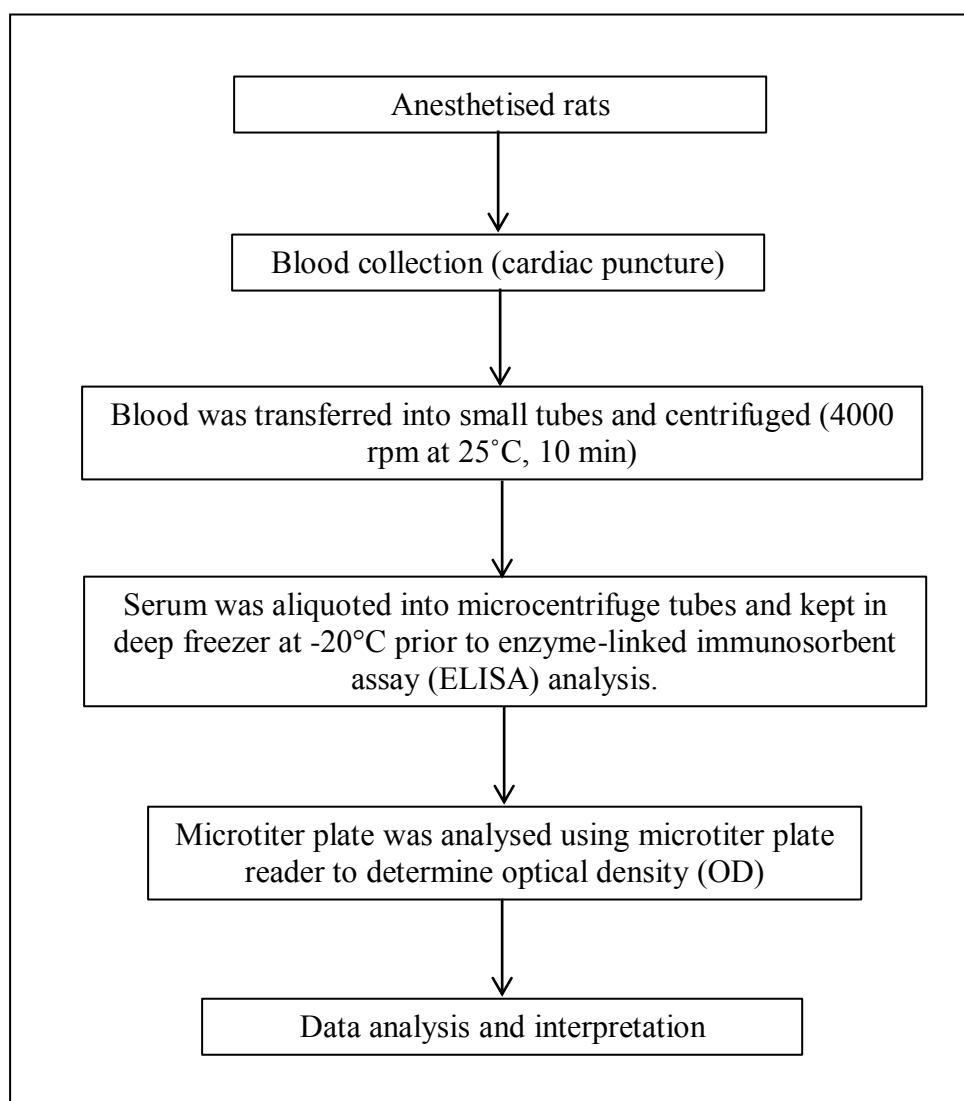 Anesthetised rats
Blood collection (cardiac puncture)
Blood was transferred into small tubes and centrifuged (4000
rpm at 25˚C, 10 min)
Serum was aliquoted into microcentrifuge tubes and kept in
deep freezer at -20°C prior to enzyme-linked immunosorbent
assay (ELISA) analysis.
Microtiter plate was analysed using microtiter plate
reader to determine optical density (OD)
Data analysis and interpretation